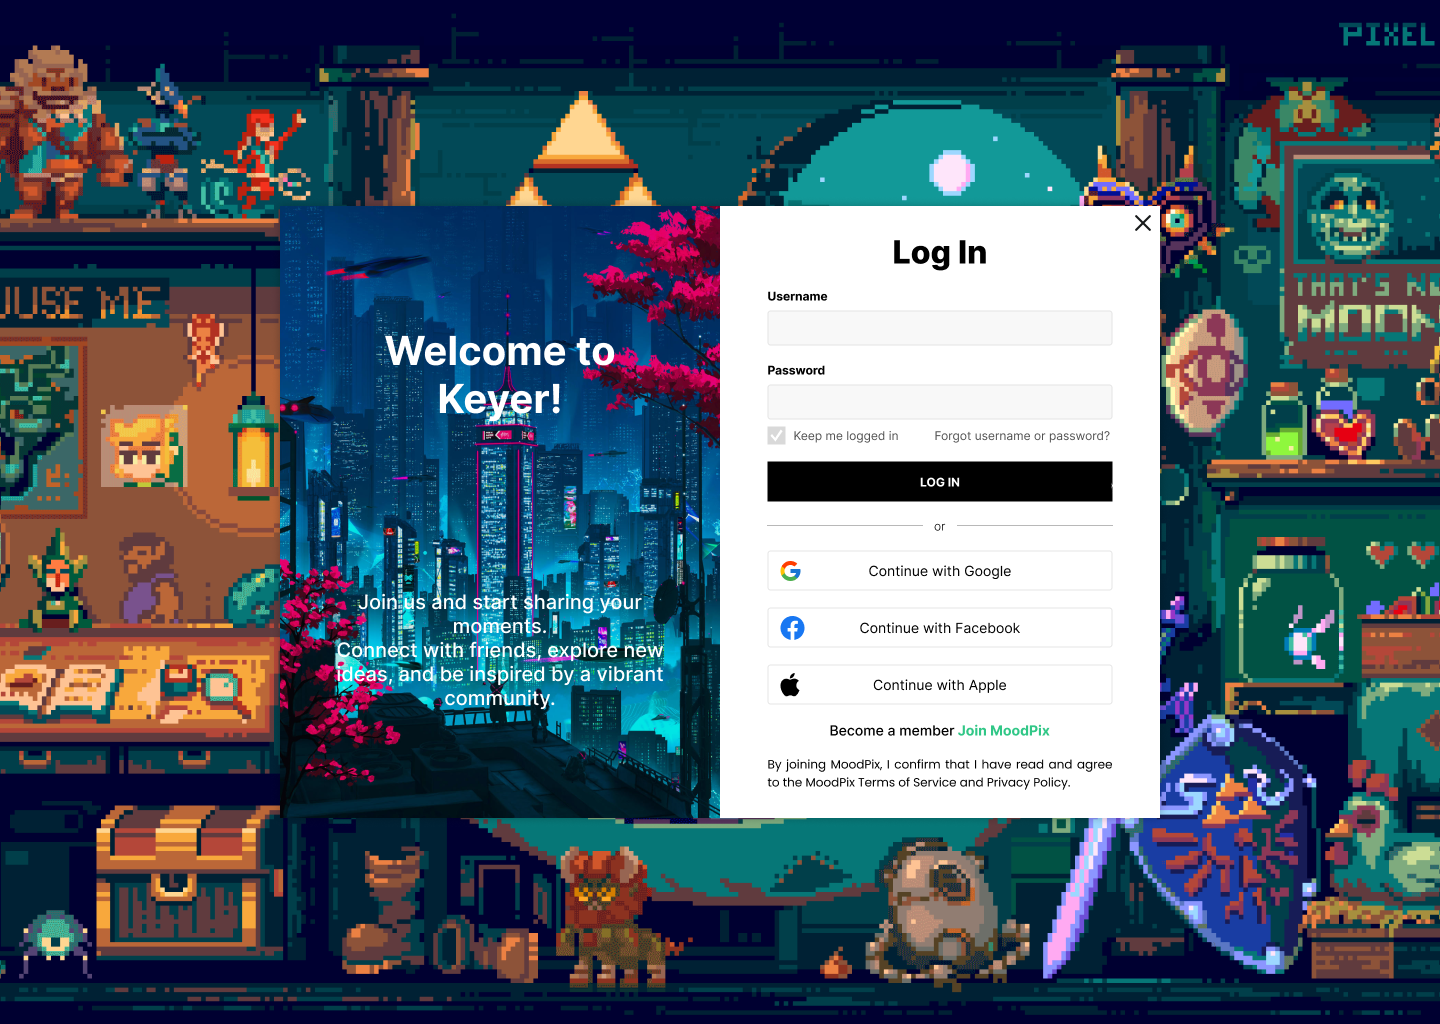 PIXEL
OUSE ME
THAT'S NO
MOON
Welcome to
Keyer!
Join us and start sharing your
moments.
Connect with friends, explore new
ideas, and be inspired by a vibrant
community.
Log In
Username
Password
Keep me logged in
Forgot username or password?
LOG IN
or
Continue with Google
Continue with Facebook
Continue with Apple
Become a member Join MoodPix
By joining MoodPix, I confirm that I have read and agree
to the MoodPix Terms of Service and Privacy Policy.